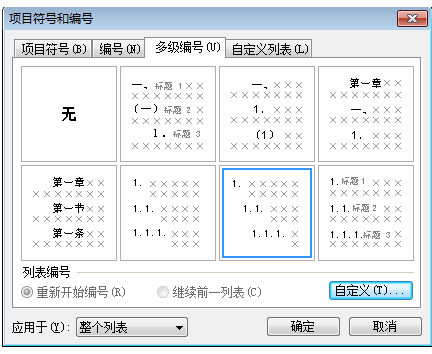 项目符号和编号
项目符号(B) 编号(N) 多级编号(U) 自定义列表(L)
无
一、标题 1××
×××××××
(一)标题 2 ×
×××××××
1. 标题 3
一、×××
×××××××
1. ×××
×××××××
(1) ××
第一章××
×××××××
一、×××
×××××××
1. ×××
第一章××
×××××××
第一节××
×××××××
第一条××
1. ×××××
×××××××
1.1. ××××
×××××××
1.1.1. ×××
1. ×××××
×××××××
1.1. ×××
×××××××
1.1.1. ×
1.标题 1 ×××
×××××××
1.1.标题 2 ××
×××××××
1.1.1.标题 3 ×
列表编号
重新开始编号(R) 继续前一列表(C) 自定义(T)...
应用于(Y): 整个列表 确定 取消